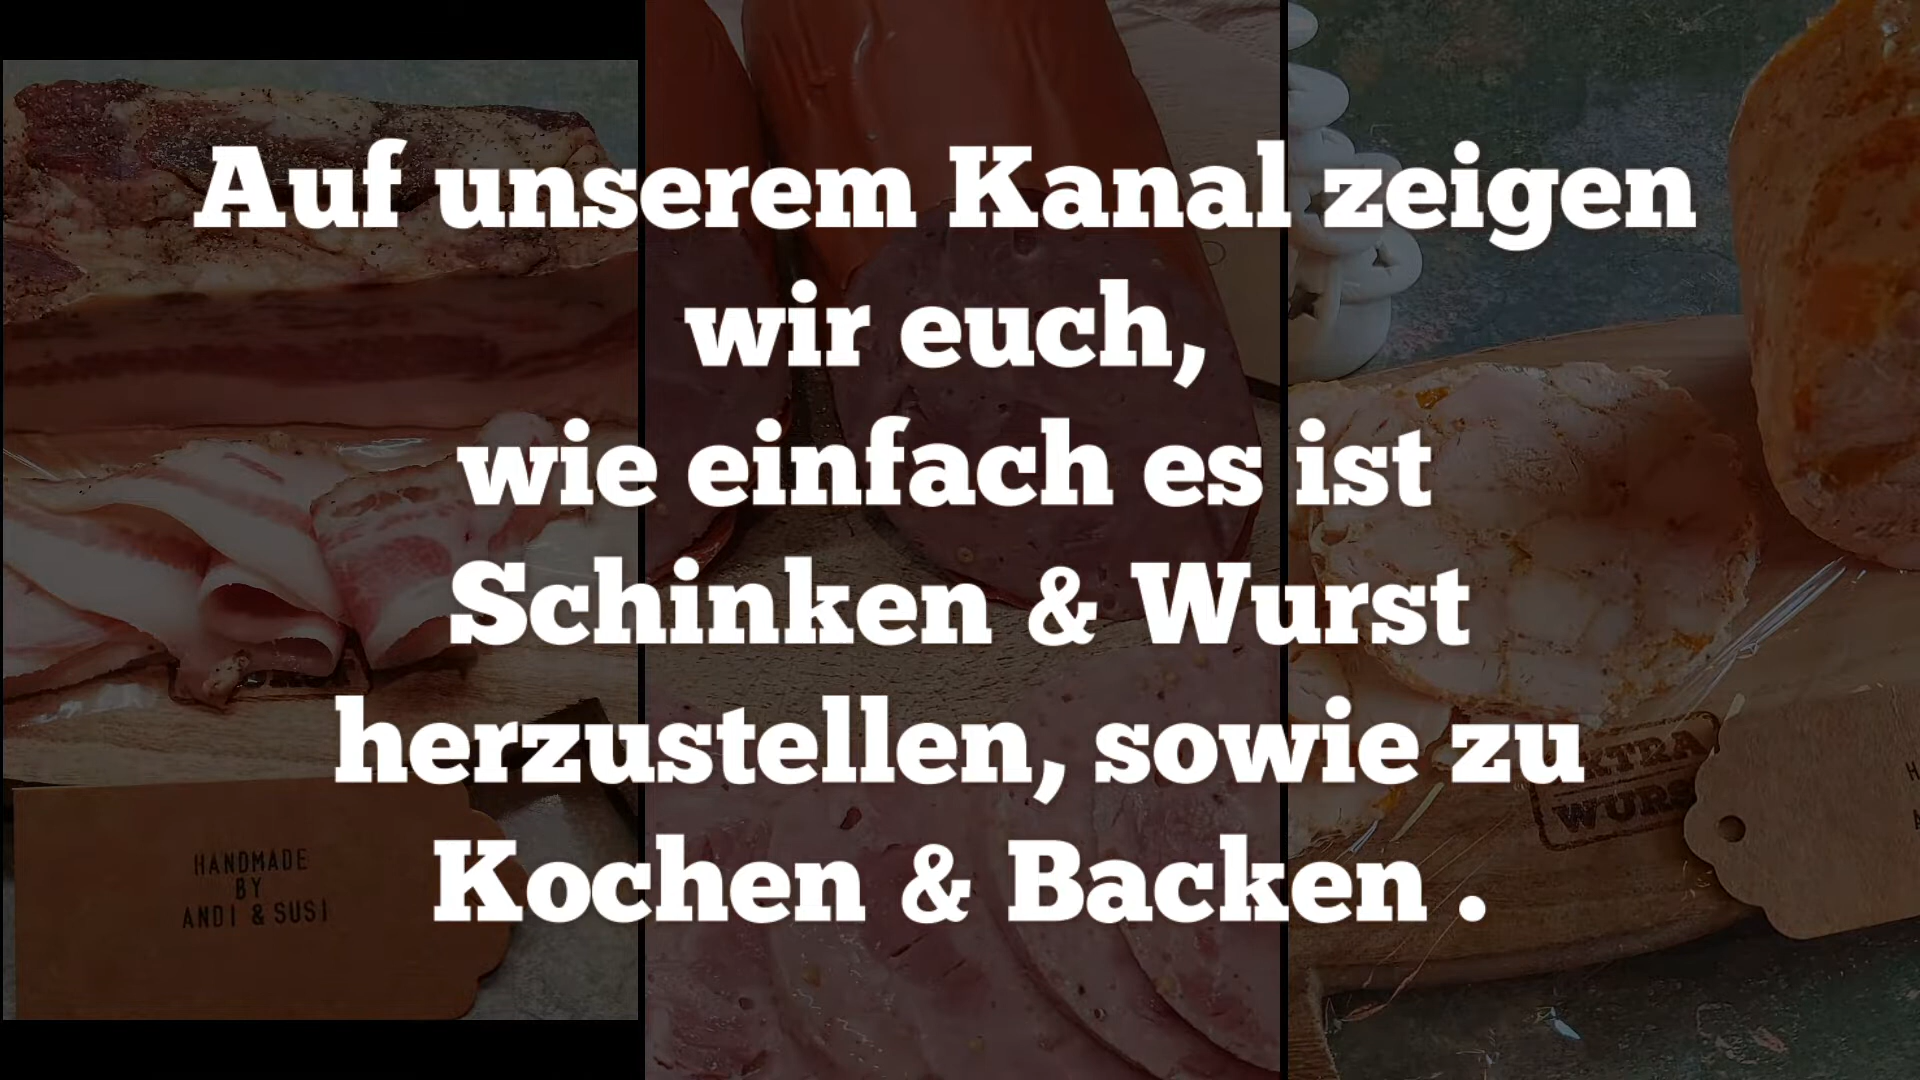 Auf unserem Kanal zeigen
wir euch,
wie einfach es ist
Schinken & Wurst
herzustellen, sowie zu
Kochen & Backen .
HANDMADE
BY
ANDI & SUSI
WURST